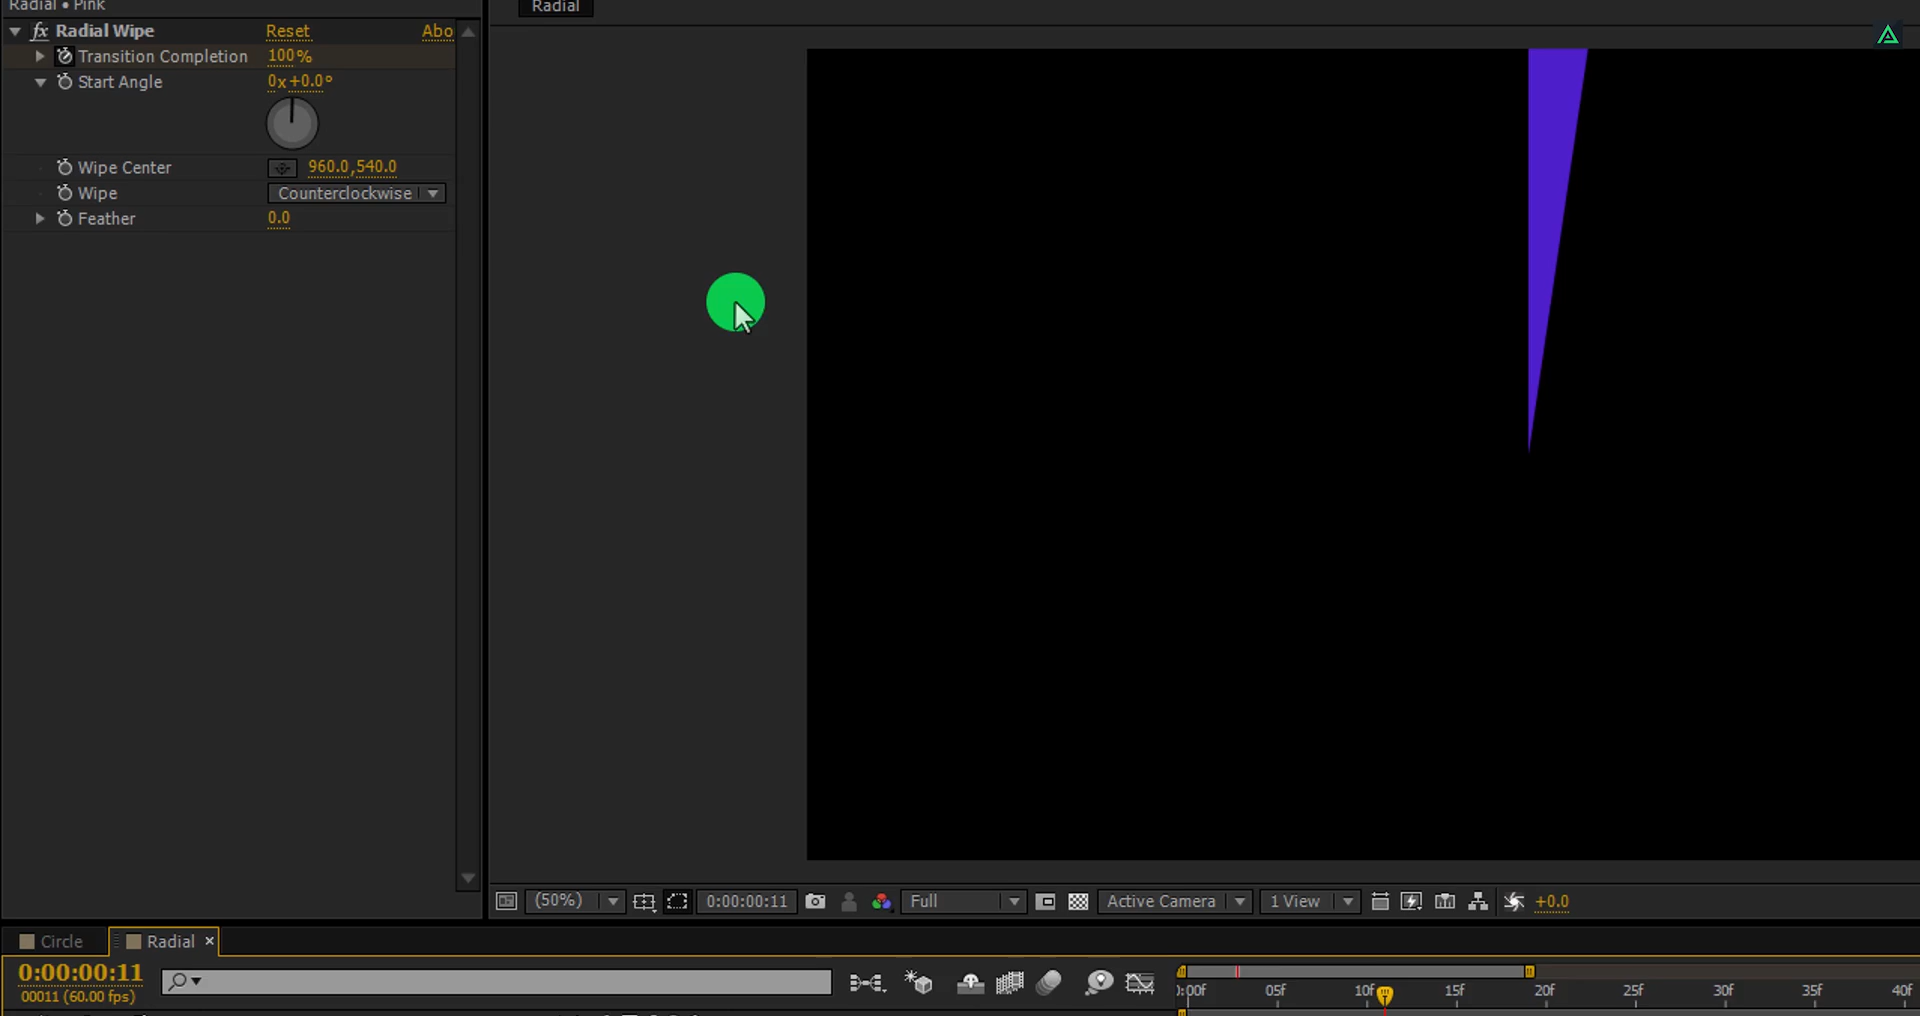 Radial • Pink
Radial
fx Radial Wipe Reset Abo
Transition Completion 100%
Start Angle 0x+0.0°
Wipe Center 960.0,540.0
Wipe Counterclockwise
Feather 0.0
(50%) 0:00:00:11 Full Active Camera 1 View +0.0
Circle Radial ×
0:00:00:11
00011 (60.00 fps)
):00f 05f 10f 15f 20f 25f 30f 35f 40f